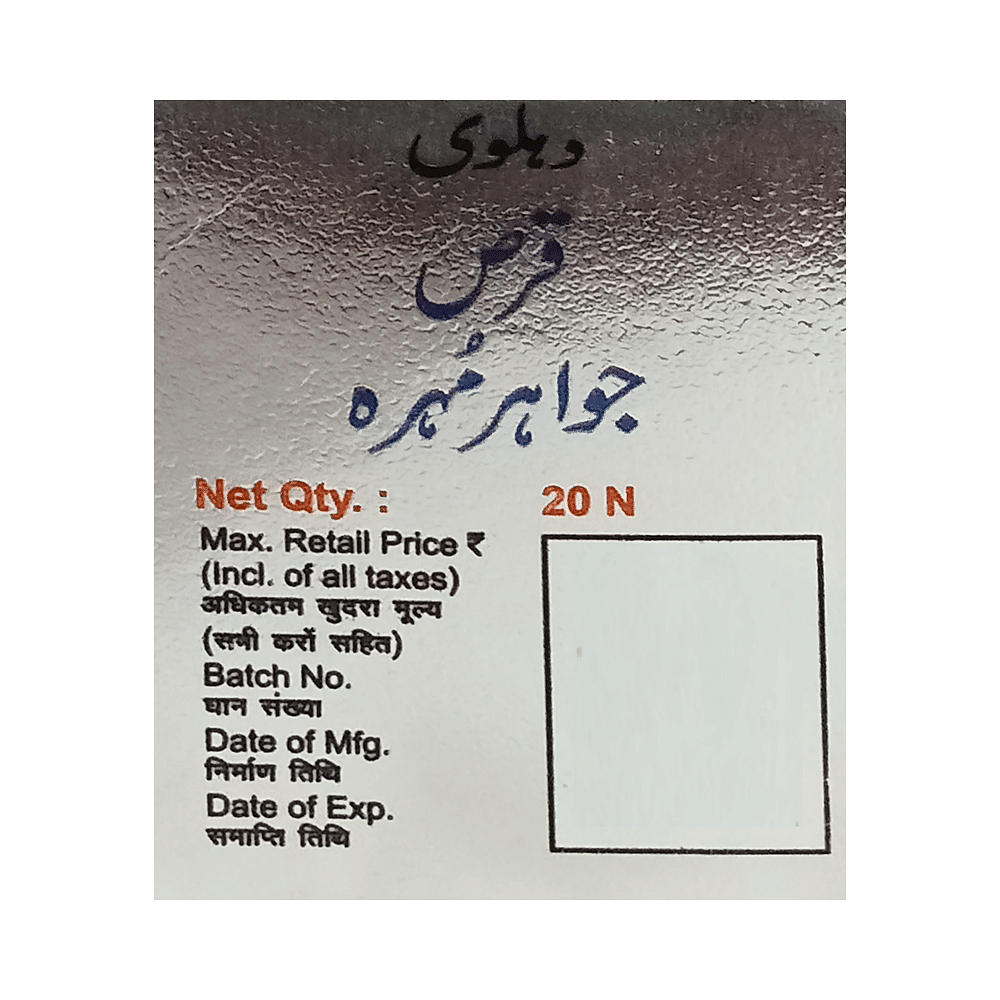 دہلوی
قرص
جواہر مُہرہ
Net Qty. : 20 N
Max. Retail Price ₹
(Incl. of all taxes)
अधिकतम खुदरा मूल्य
(सभी करों सहित)
Batch No.
घान संख्या
Date of Mfg.
निर्माण तिथि
Date of Exp.
समाप्ति तिथि